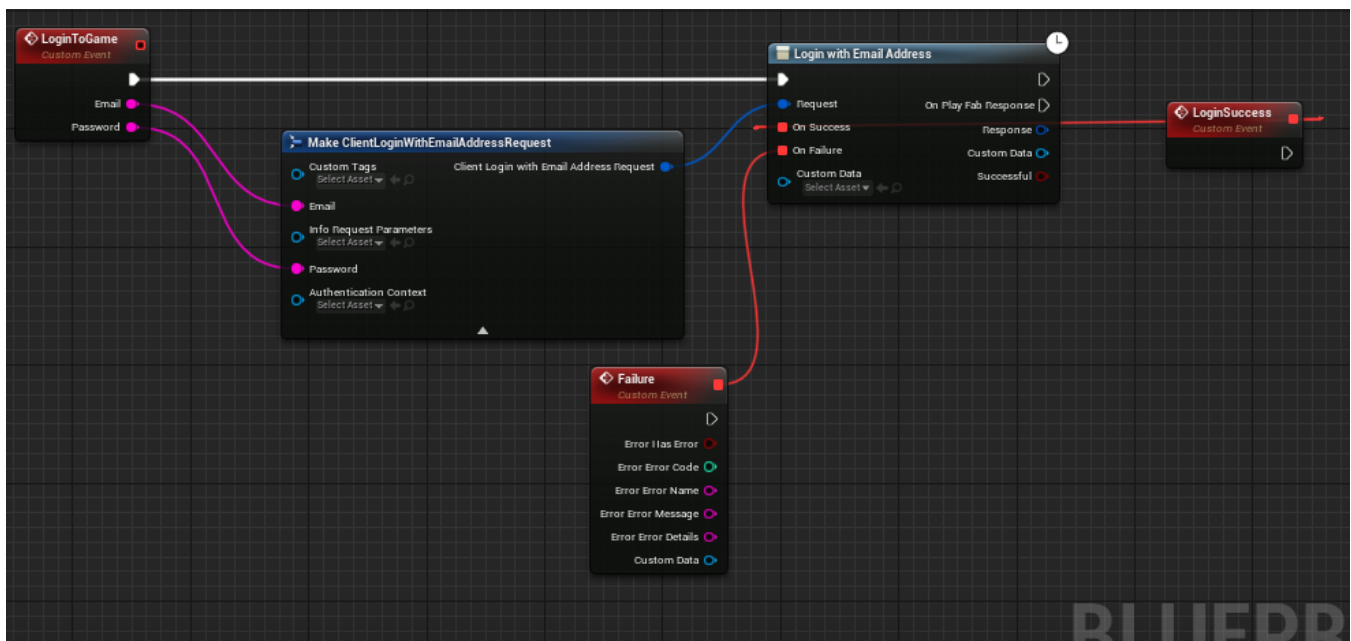 LoginToGame
Custom Event
Email
Password
Make ClientLoginWithEmailAddressRequest
Custom Tags
Select Asset
Client Login with Email Address Request
Email
Info Request Parameters
Select Asset
Password
Authentication Context
Select Asset
Login with Email Address
Request
On Play Fab Response
On Success
Response
On Failure
Custom Data
Custom Data
Select Asset
Successful
LoginSuccess
Custom Event
Failure
Custom Event
Error Has Error
Error Error Code
Error Error Name
Error Error Message
Error Error Details
Custom Data